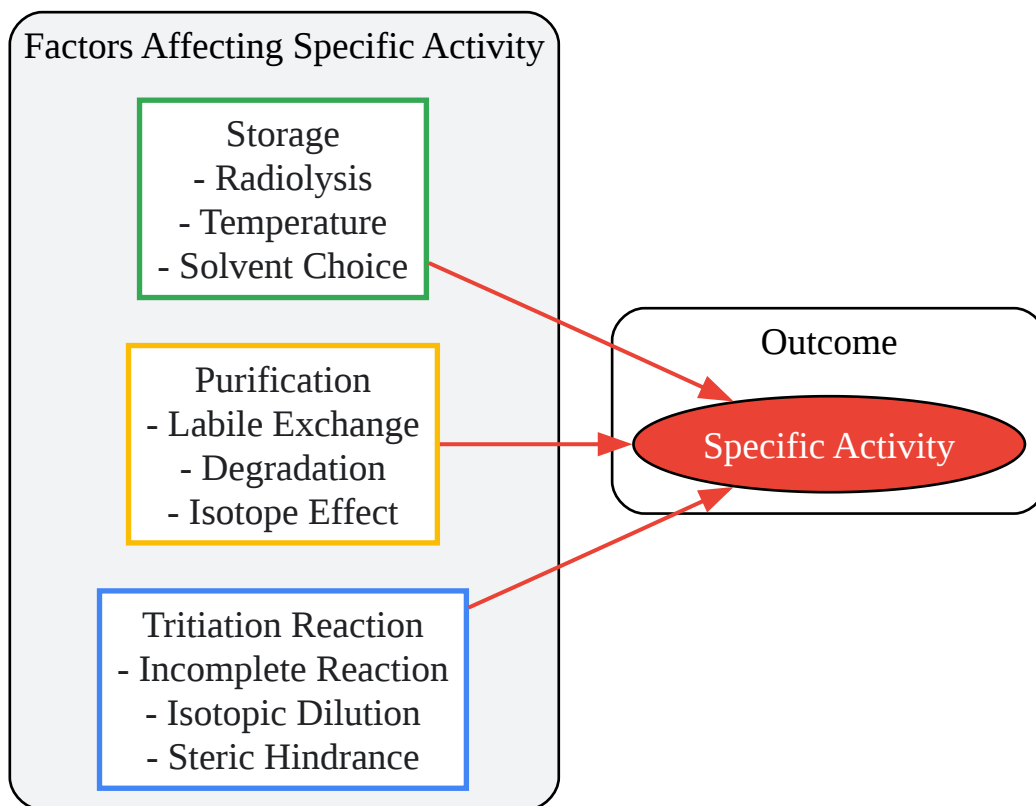 Factors Affecting Specific Activity
Storage
- Radiolysis
- Temperature
- Solvent Choice
Purification
- Labile Exchange
- Degradation
- Isotope Effect
Tritiation Reaction
- Incomplete Reaction
- Isotopic Dilution
- Steric Hindrance
Outcome
Specific Activity